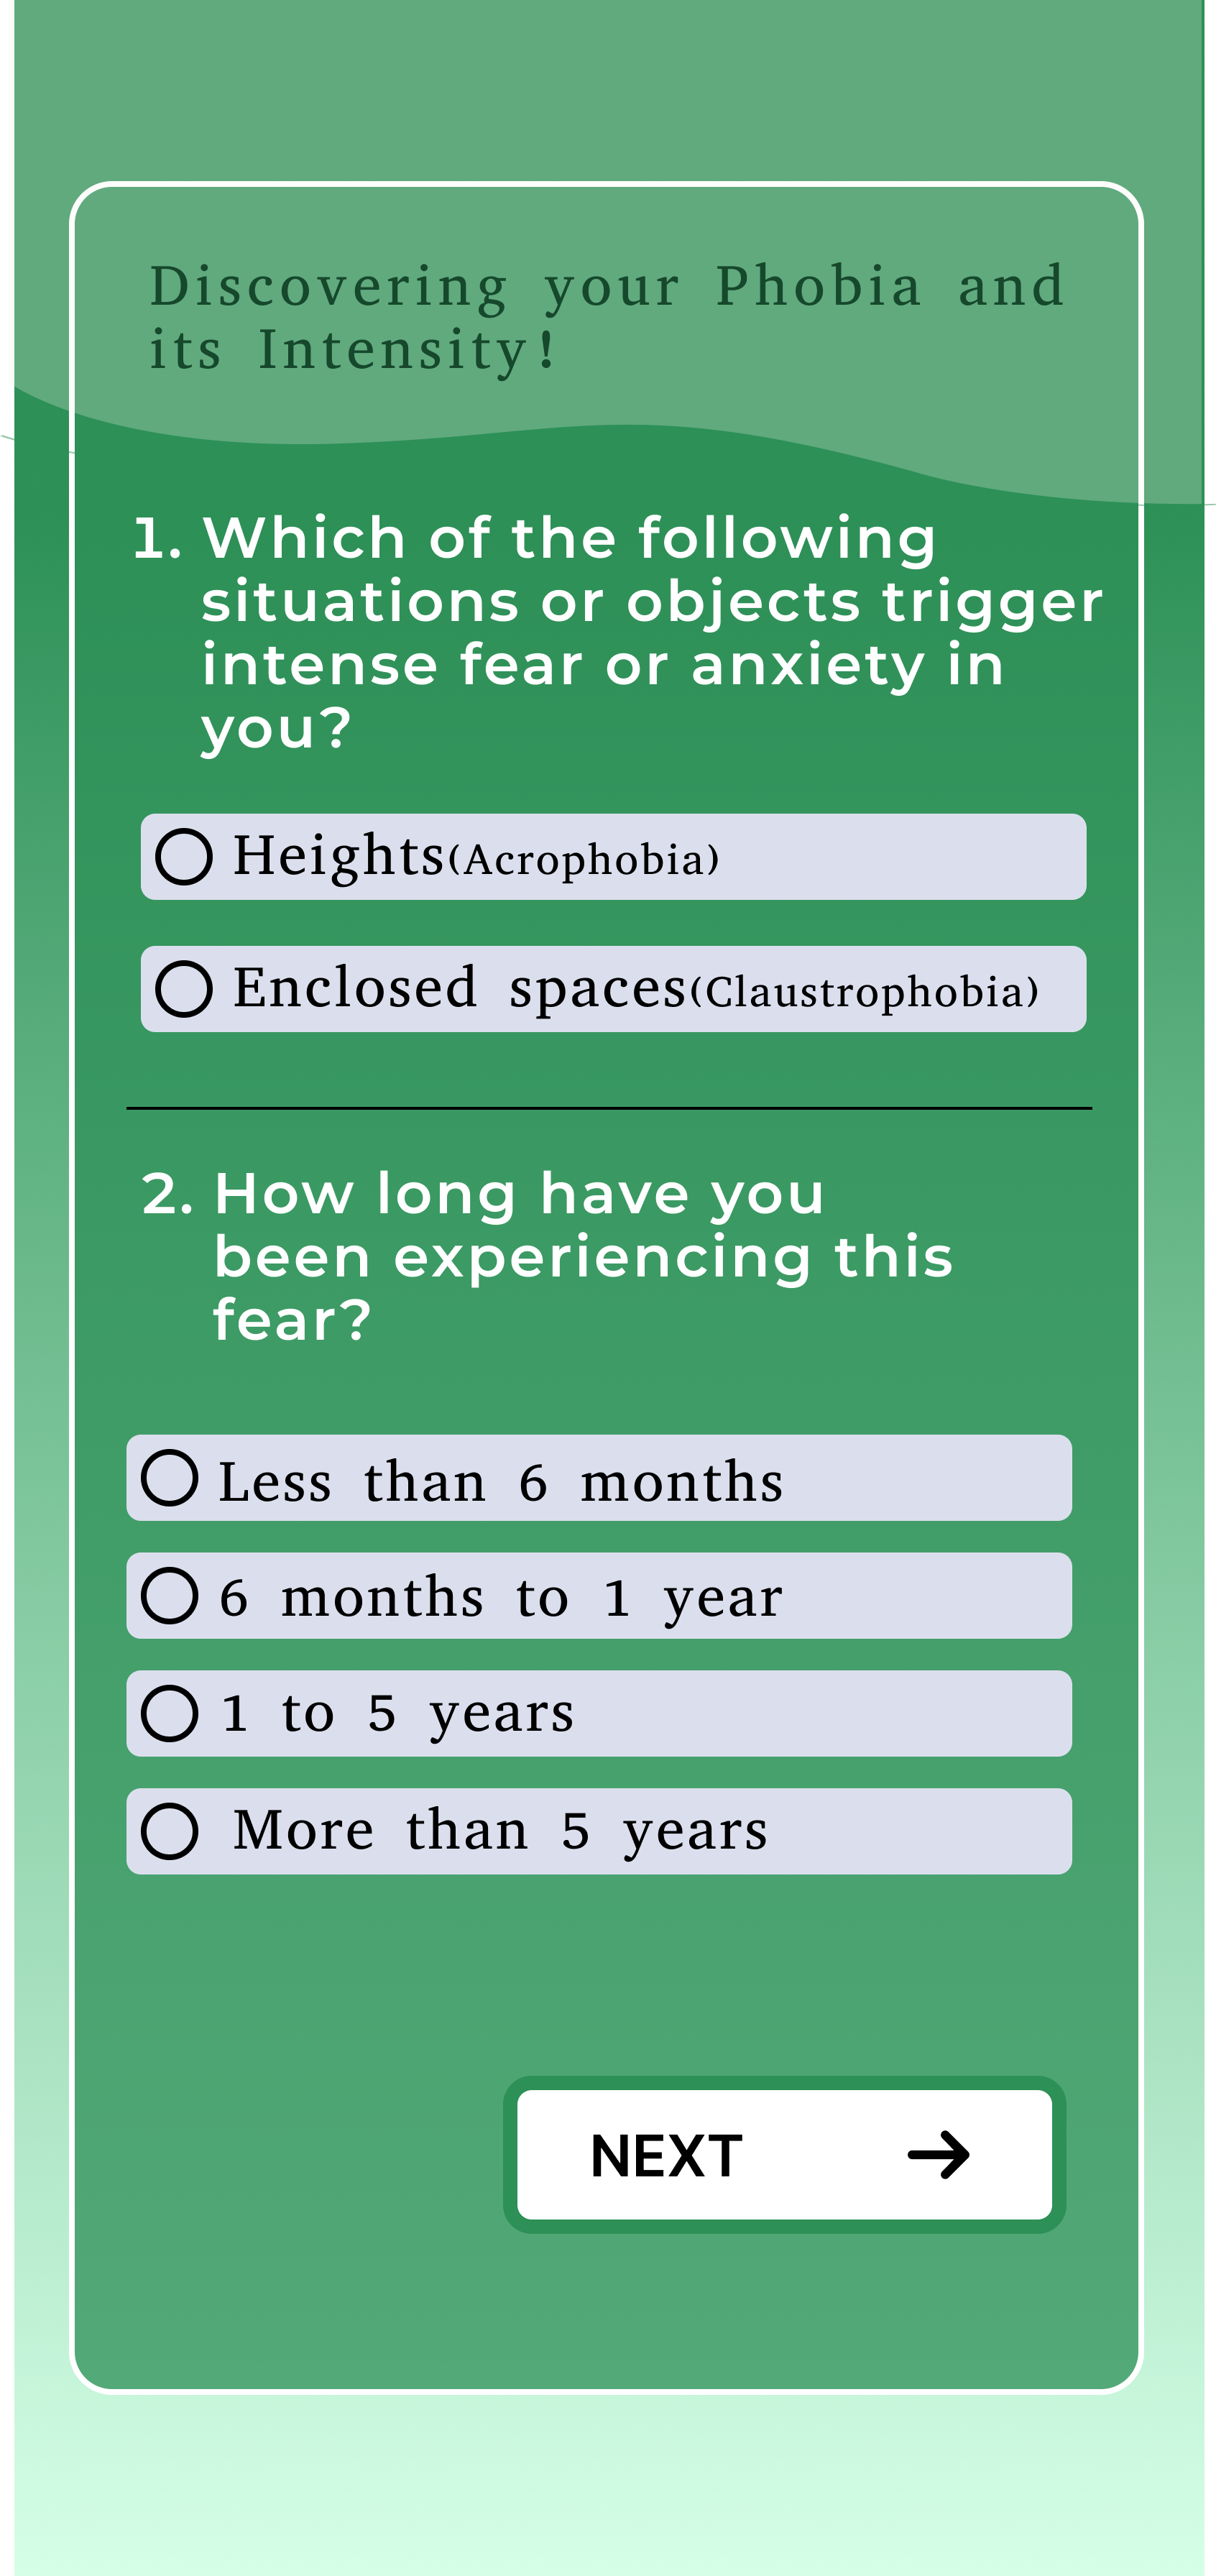 Discovering your Phobia and
its Intensity!
1. Which of the following
situations or objects trigger
intense fear or anxiety in
you?
Heights(Acrophobia)
Enclosed spaces(Claustrophobia)
2. How long have you
been experiencing this
fear?
Less than 6 months
6 months to 1 year
1 to 5 years
More than 5 years
NEXT